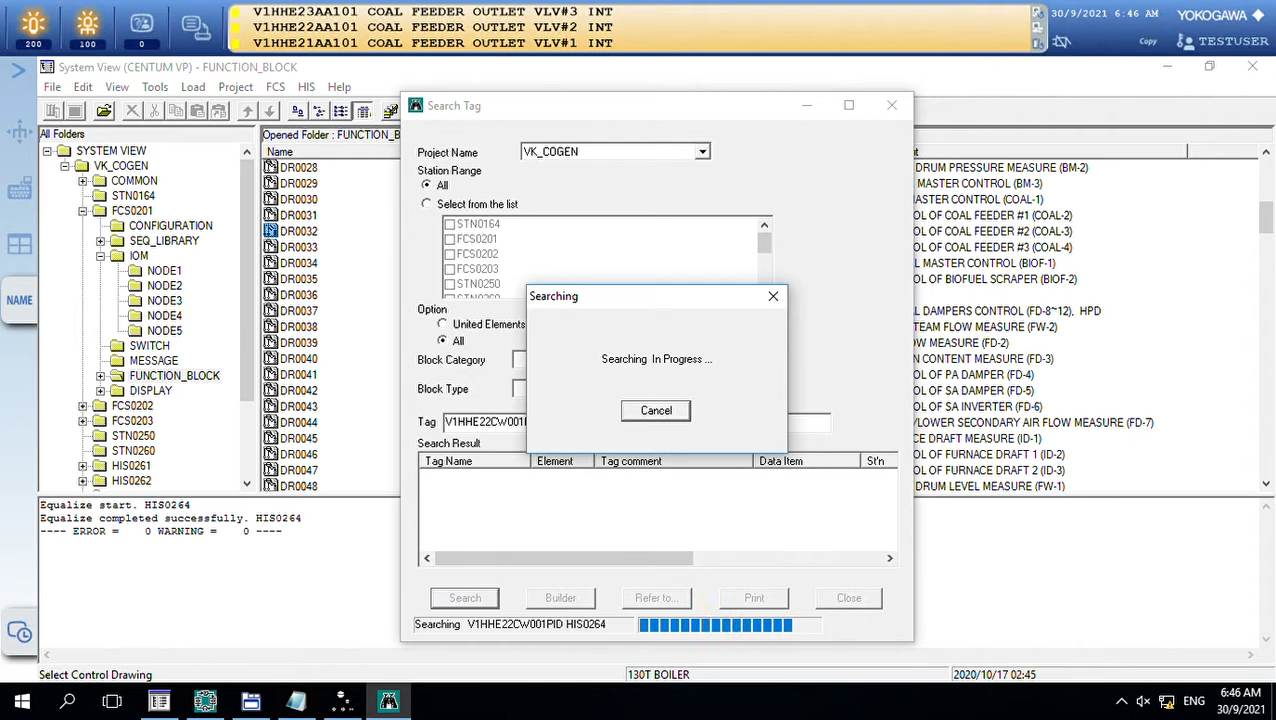 V1HHE23AA101 COAL FEEDER OUTLET VLV#3 INT
V1HHE22AA101 COAL FEEDER OUTLET VLV#2 INT
V1HHE21AA101 COAL FEEDER OUTLET VLV#1 INT
200
100
0
30/9/2021 6:46 AM
YOKOGAWA
Copy
TESTUSER
System View (CENTUM VP) - FUNCTION_BLOCK
File Edit View Tools Load Project FCS HIS Help
NAME
All Folders
SYSTEM VIEW
VK_COGEN
COMMON
STN0164
FCS0201
CONFIGURATION
SEQ_LIBRARY
IOM
NODE1
NODE2
NODE3
NODE4
NODE5
SWITCH
MESSAGE
FUNCTION_BLOCK
DISPLAY
FCS0202
FCS0203
STN0250
STN0260
HIS0261
HIS0262
Opened Folder : FUNCTION_B
Name
DR0028
DR0029
DR0030
DR0031
DR0032
DR0033
DR0034
DR0035
DR0036
DR0037
DR0038
DR0039
DR0040
DR0041
DR0042
DR0043
DR0044
DR0045
DR0046
DR0047
DR0048
DRUM PRESSURE MEASURE (BM-2)
MASTER CONTROL (BM-3)
MASTER CONTROL (COAL-1)
OL OF COAL FEEDER #1 (COAL-2)
OL OF COAL FEEDER #2 (COAL-3)
OL OF COAL FEEDER #3 (COAL-4)
L MASTER CONTROL (BIOF-1)
OL OF BIOFUEL SCRAPER (BIOF-2)
AL DAMPERS CONTROL (FD-8~12), HPD
TEAM FLOW MEASURE (FW-2)
OW MEASURE (FD-2)
N CONTENT MEASURE (FD-3)
OL OF PA DAMPER (FD-4)
OL OF SA DAMPER (FD-5)
OL OF SA INVERTER (FD-6)
/LOWER SECONDARY AIR FLOW MEASURE (FD-7)
CE DRAFT MEASURE (ID-1)
OL OF FURNACE DRAFT 1 (ID-2)
OL OF FURNACE DRAFT 2 (ID-3)
DRUM LEVEL MEASURE (FW-1)
Search Tag
Project Name VK_COGEN
Station Range
All
Select from the list
STN0164
FCS0201
FCS0202
FCS0203
STN0250
Option
United Elements
All
Block Category
Block Type
Tag V1HHE22CW001
Search Result
Tag Name Element Tag comment Data Item St'n
Search Builder Refer to... Print Close
Searching V1HHE22CW001PID HIS0264
Searching
Searching In Progress ...
Cancel
Equalize start. HIS0264
Equalize completed successfully. HIS0264
---- ERROR = 0 WARNING = 0 ----
Select Control Drawing
130T BOILER
2020/10/17 02:45
ENG
6:46 AM
30/9/2021